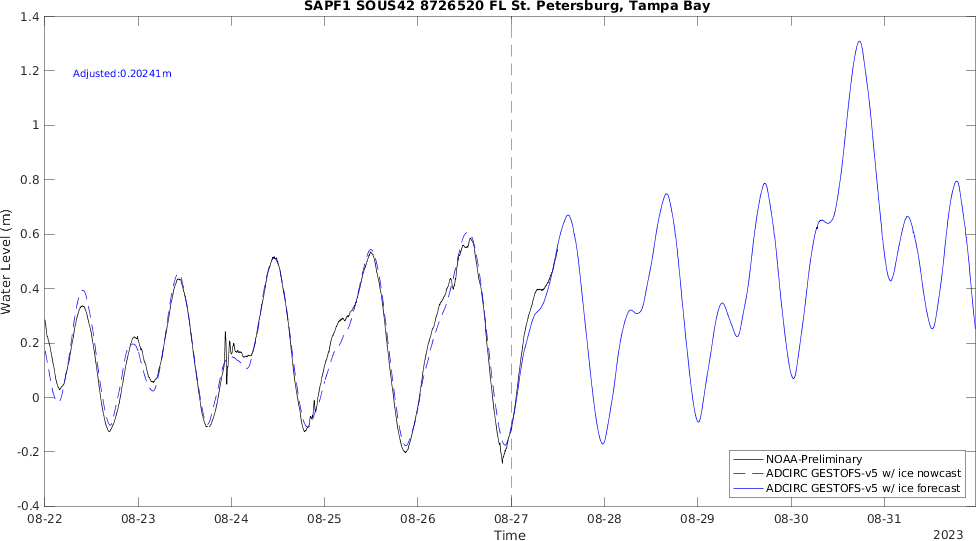 SAPF1 SOUS42 8726520 FL St. Petersburg, Tampa Bay
1.4
1.2
1
0.8
0.6
0.4
0.2
0
-0.2
-0.4
Water Level (m)
Adjusted:0.20241m
NOAA-Preliminary
ADCIRC GESTOFS-v5 w/ ice nowcast
ADCIRC GESTOFS-v5 w/ ice forecast
08-22 08-23 08-24 08-25 08-26 08-27 08-28 08-29 08-30 08-31
Time
2023